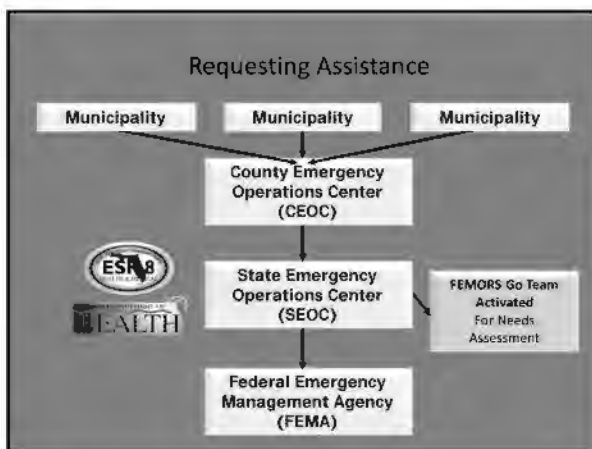 Requesting Assistance
Municipality
Municipality
Municipality
County Emergency
Operations Center
(CEOC)
ESF 8
State Emergency
Operations Center
(SEOC)
FEMORS Go Team
Activated
For Needs
Assessment
HEALTH
Federal Emergency
Management Agency
(FEMA)